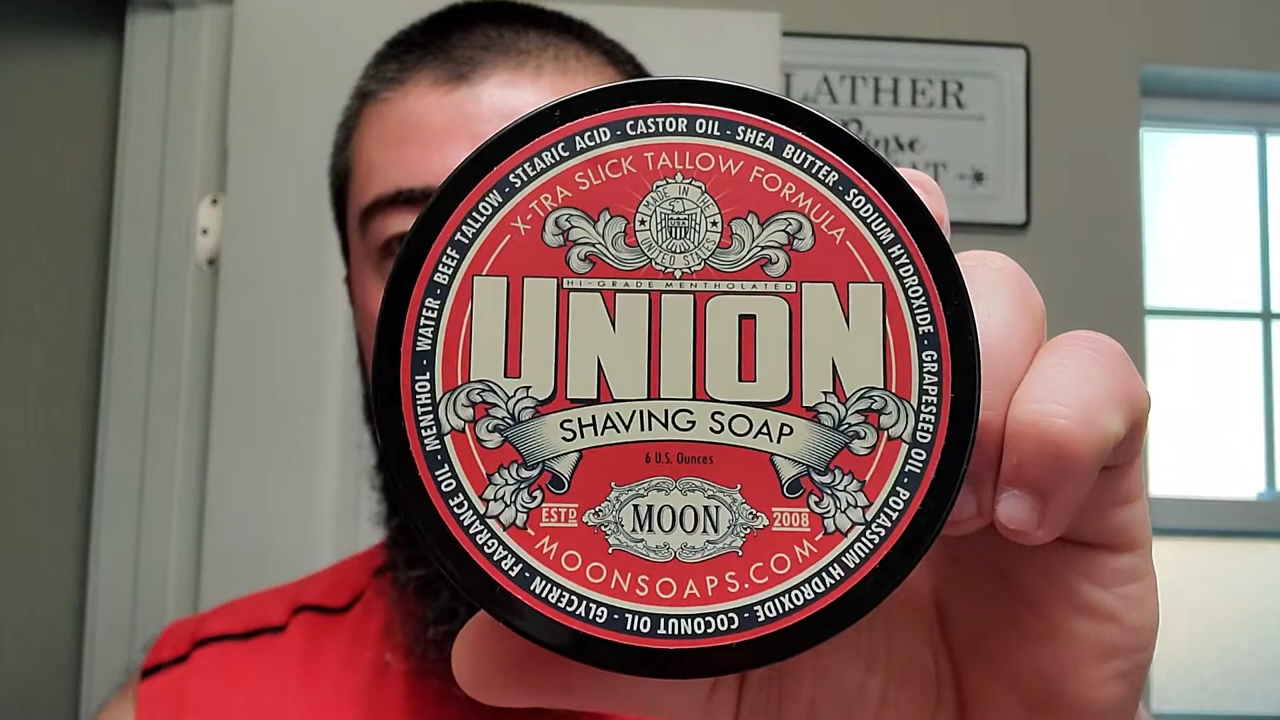 WATER - BEEF TALLOW - STEARIC ACID - CASTOR OIL - SHEA BUTTER - SODIUM HYDROXIDE - GRAPESEED OIL - POTASSIUM HYDROXIDE - COCONUT OIL - GLYCERIN - FRAGRANCE OIL - MENTHOL -
X-TRA SLICK TALLOW FORMULA
MADE IN THE
USA
UNITED STATES
HI-GRADE MENTHOLATED
UNION
SHAVING SOAP
6 U.S. Ounces
ESTD MOON 2008
MOONSOAPS.COM
LATHER
Rinse